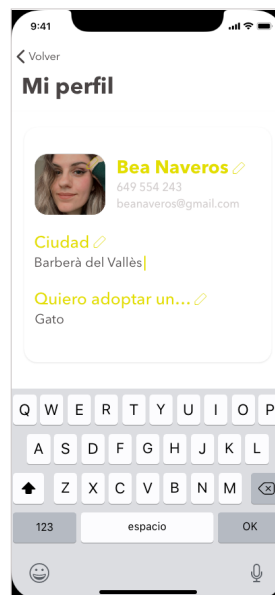 9:41
Volver
Mi perfil
Bea Naveros
649 554 243
beanaveros@gmail.com
Ciudad
Barberà del Vallès
Quiero adoptar un...
Gato
Q W E R T Y U I O P
A S D F G H J K L
Z X C V B N M
123 espacio OK